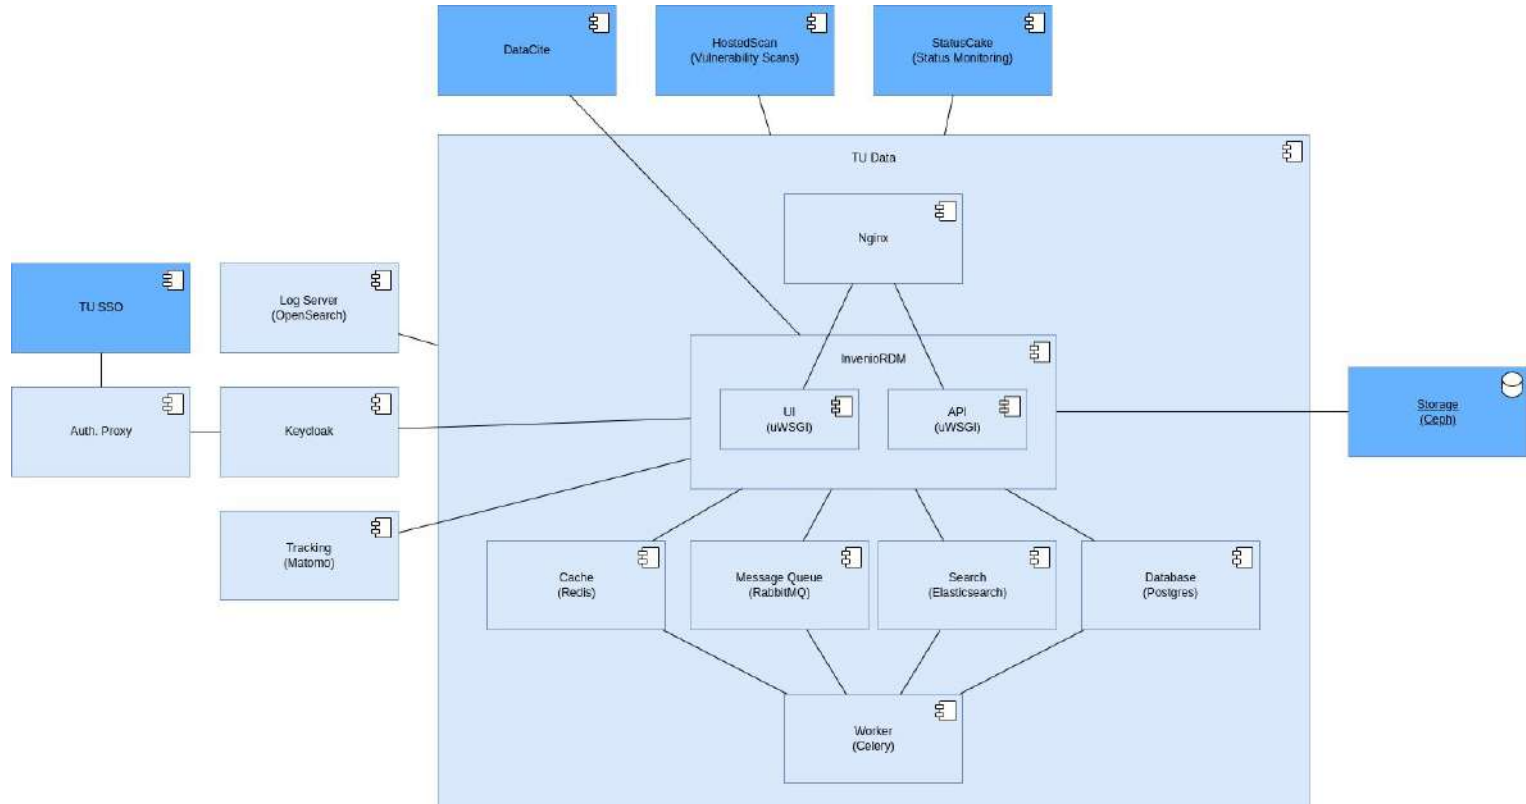 DataCite
HostedScan
(Vulnerability Scans)
StatusCake
(Status Monitoring)
TU Data
Nginx
TU SSO
Log Server
(OpenSearch)
InvenioRDM
UI
(uWSGI)
API
(uWSGI)
Storage
(Ceph)
Auth. Proxy
Keycloak
Tracking
(Matomo)
Cache
(Redis)
Message Queue
(RabbitMQ)
Search
(Elasticsearch)
Database
(Postgres)
Worker
(Celery)